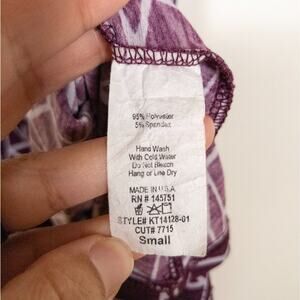 95% Polyester
5% Spandex
Hand Wash
With Cold Water
Do Not Bleach
Hang or Line Dry
MADE IN U.S.A
RN # 145751
STYLE# KT14128-01
CUT# 7715
Small